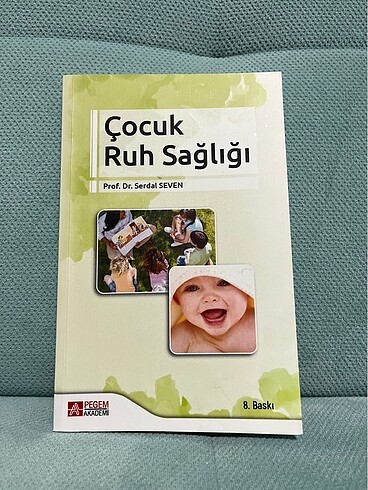 Çocuk
Ruh Sağlığı
Prof. Dr. Serdal SEVEN
PEGEM
AKADEMİ
8. Baskı